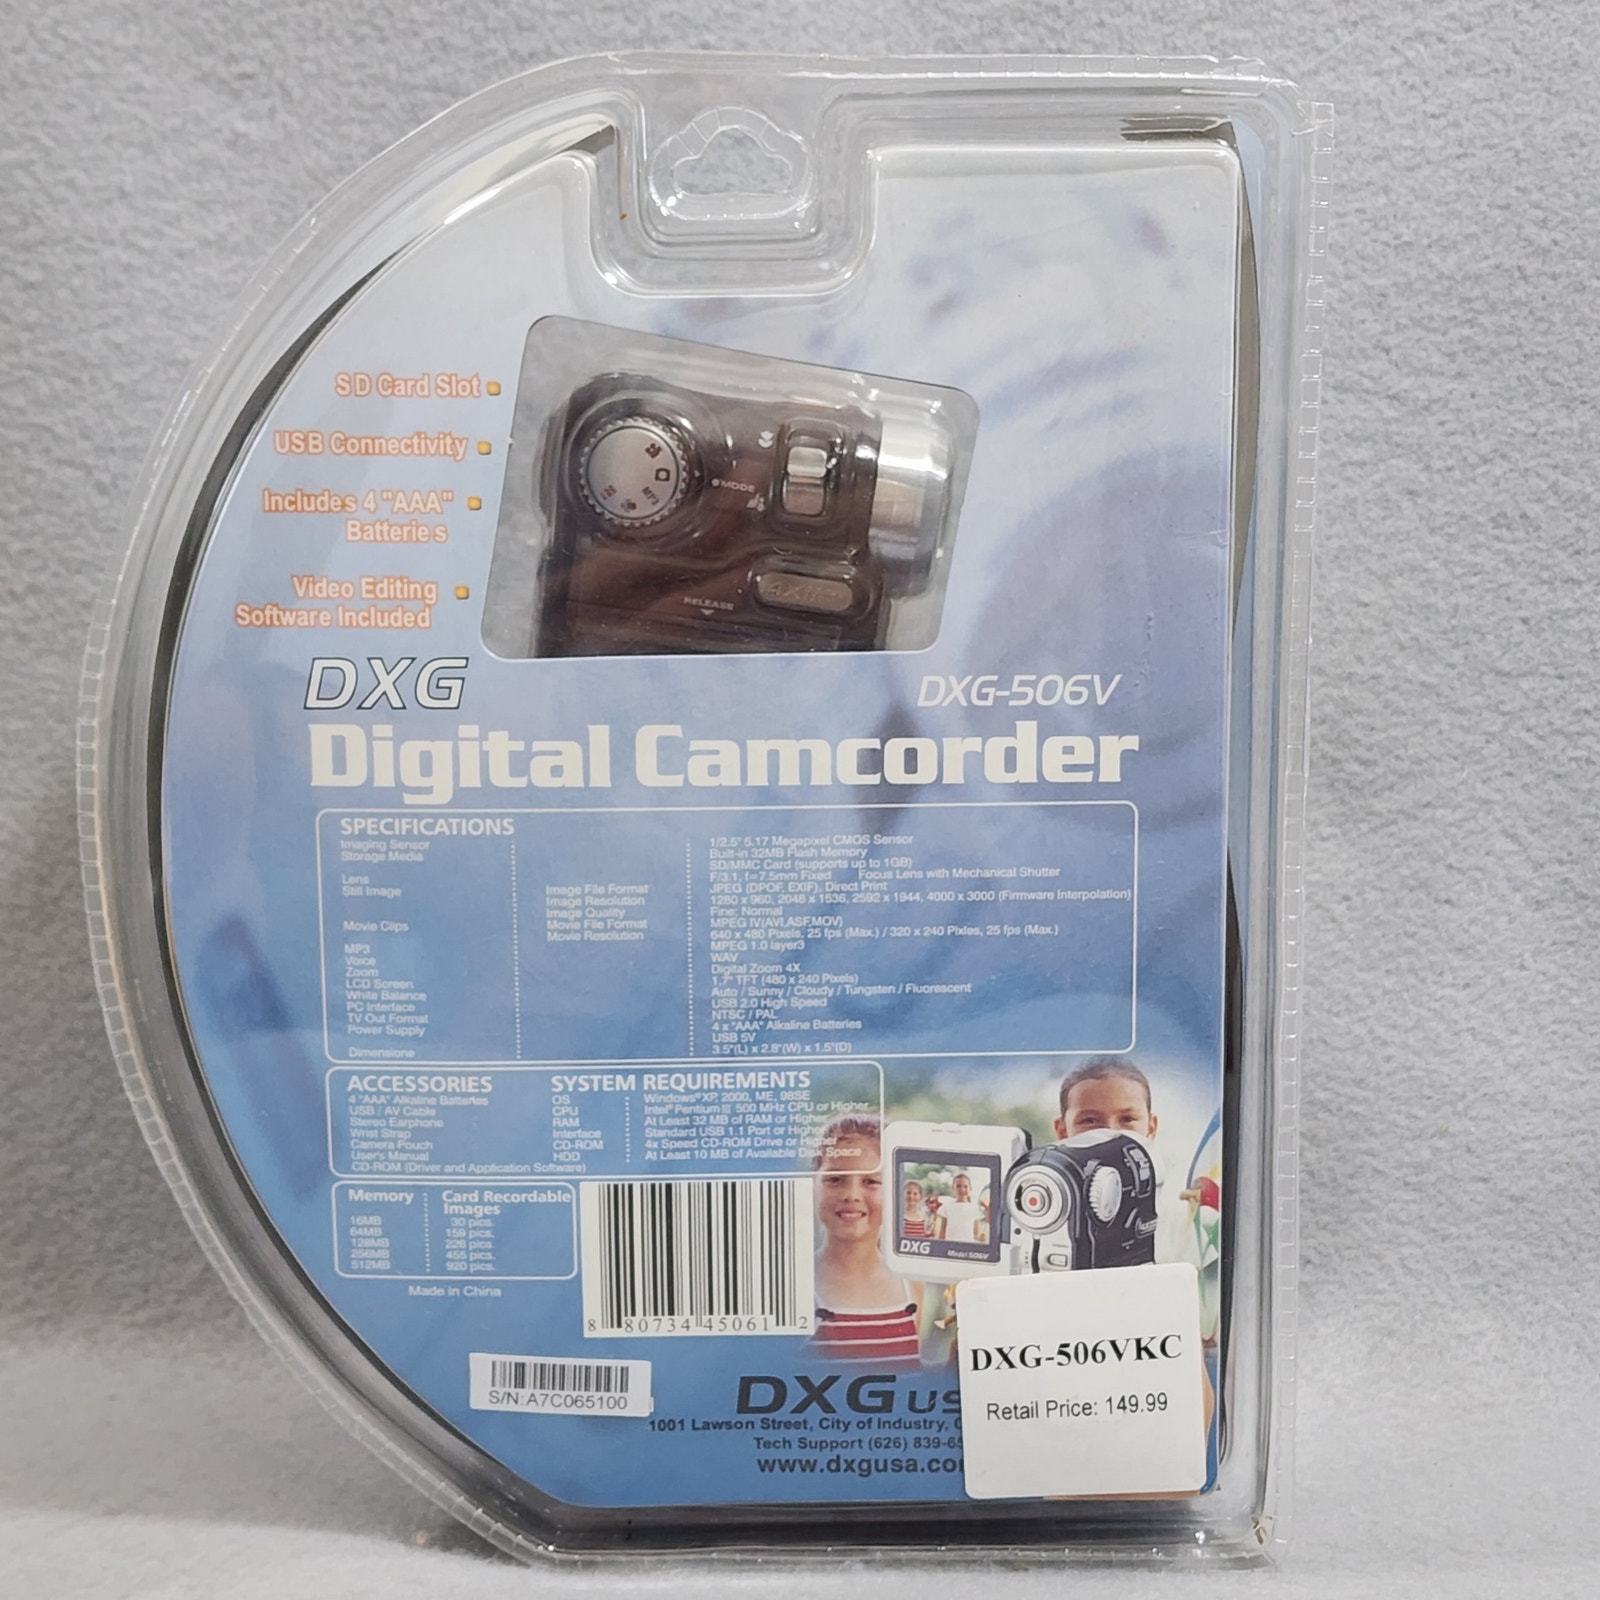 SD Card Slot
USB Connectivity
Includes 4 "AAA"
Batteries
Video Editing
Software Included
MODE
MP3
RELEASE
DXG
DXG-506V
Digital Camcorder
SPECIFICATIONS
Imaging Sensor 1/2.5" 5.17 Megapixel CMOS Sensor
Storage Media Built-in 32MB Flash Memory
SD/MMC Card (supports up to 1GB)
Lens F/3.1, f=7.5mm Fixed Focus Lens with Mechanical Shutter
Still Image Image File Format JPEG (DPOF, EXIF), Direct Print
Image Resolution 1280 x 960, 2048 x 1536, 2592 x 1944, 4000 x 3000 (Firmware Interpolation)
Image Quality Fine; Normal
Movie Clips Movie File Format MPEG IV(AVI,ASF,MOV)
Movie Resolution 640 x 480 Pixels, 25 fps (Max.) / 320 x 240 Pixles, 25 fps (Max.)
MP3 MPEG 1.0 layer3
Voice WAV
Zoom Digital Zoom 4X
LCD Screen 1.7" TFT (480 x 240 Pixels)
White Balance Auto / Sunny / Cloudy / Tungsten / Fluorescent
PC Interface USB 2.0 High Speed
TV Out Format NTSC / PAL
Power Supply 4 x "AAA" Alkaline Batteries
USB 5V
Dimensione 3.5"(L) x 2.8"(W) x 1.5"(D)
ACCESSORIES
4 "AAA" Alkaline Batteries
USB / AV Cable
Stereo Earphone
Wrist Strap
Camera Pouch
User's Manual
CD-ROM (Driver and Application Software)
SYSTEM REQUIREMENTS
OS Windows® XP, 2000, ME, 98SE
CPU Intel® Pentium III 500 MHz CPU or Higher
RAM At Least 32 MB of RAM or Higher
Interface Standard USB 1.1 Port or Higher
CD-ROM 4x Speed CD-ROM Drive or Higher
HDD At Least 10 MB of Available Disk Space
Memory Card Recordable
Images
16MB 30 pics.
64MB 159 pics.
128MB 226 pics.
256MB 455 pics.
512MB 920 pics.
Made in China
8 80734 45061 2
DXG Model 506V
S/N:A7C065100
DXG US
1001 Lawson Street, City of Industry,
Tech Support (626) 839-65
www.dxgusa.co
DXG-506VKC
Retail Price: 149.99